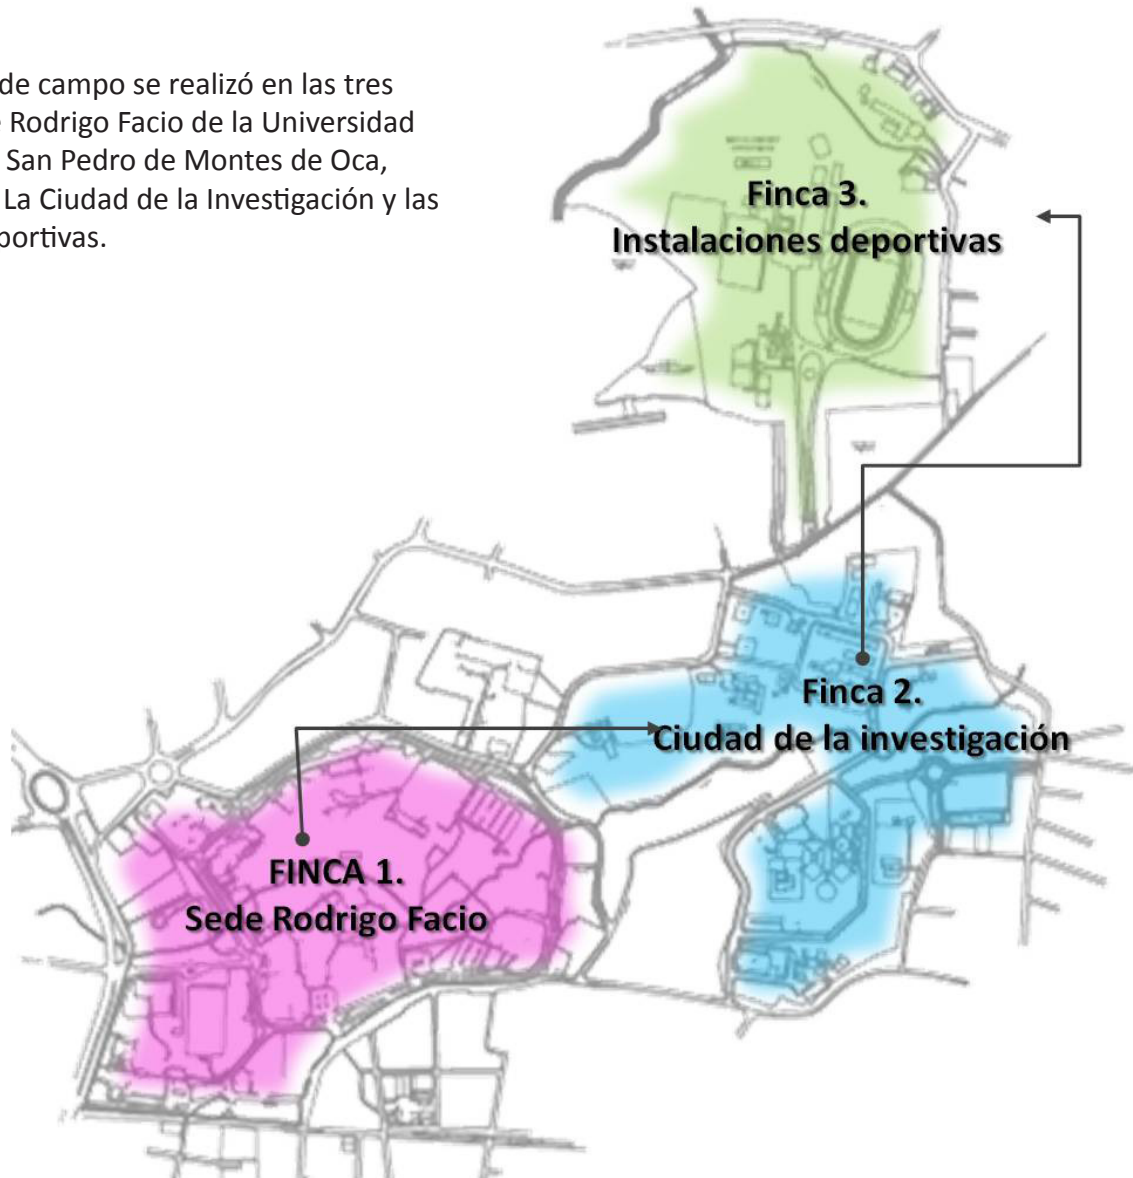 de campo se realizó en las tres
Rodrigo Facio de la Universidad
San Pedro de Montes de Oca,
La Ciudad de la Investigación y las
portivas.
Finca 3.
Instalaciones deportivas
Finca 2.
Ciudad de la investigación
FINCA 1.
Sede Rodrigo Facio